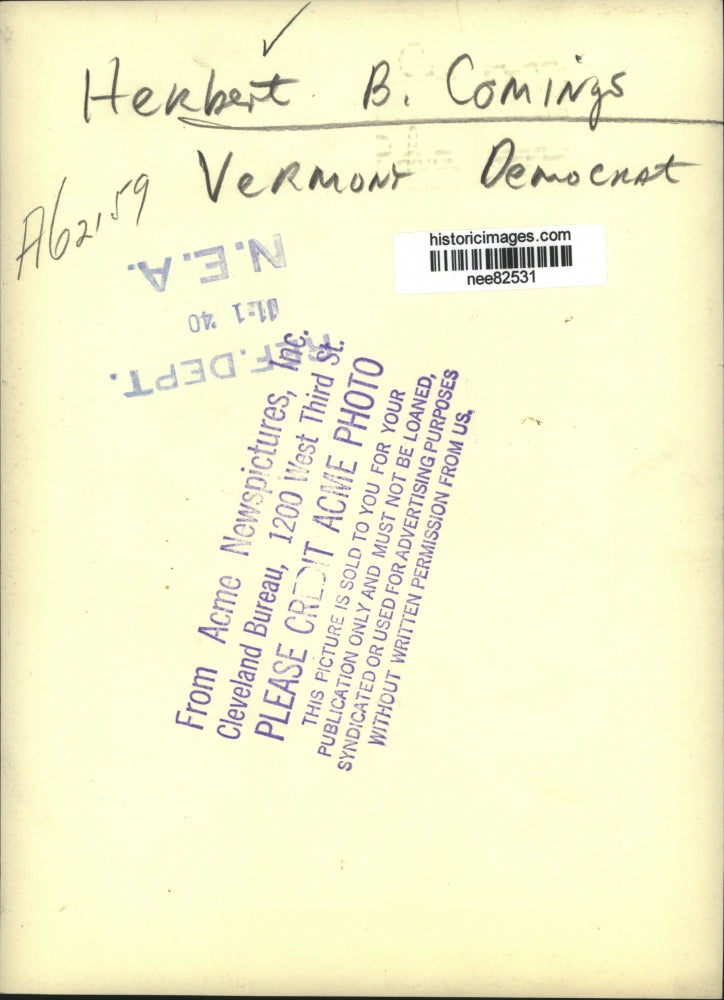 Herbert B. Comings
Vermont Democrat
A62159
historicimages.com
nee82531
N.E.A.
'40
REF. DEPT.
From Acme Newspictures, Inc.
Cleveland Bureau, 1200 West Third St.
PLEASE CREDIT ACME PHOTO
THIS PICTURE IS SOLD TO YOU FOR YOUR
PUBLICATION ONLY AND MUST NOT BE LOANED,
SYNDICATED OR USED FOR ADVERTISING PURPOSES
WITHOUT WRITTEN PERMISSION FROM US.